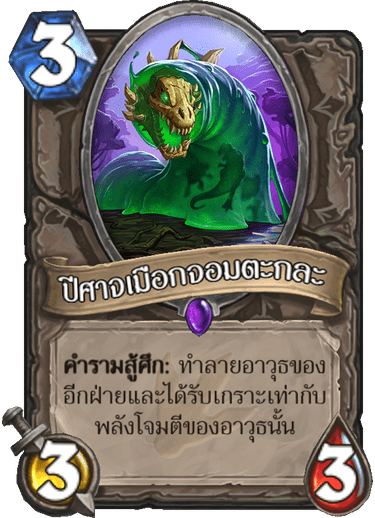 3
ปีศาจเมือกจอมตะกละ
คำรามสู้ศึก: ทำลายอาวุธของ
อีกฝ่ายและได้รับเกราะเท่ากับ
พลังโจมตีของอาวุธนั้น
3
3